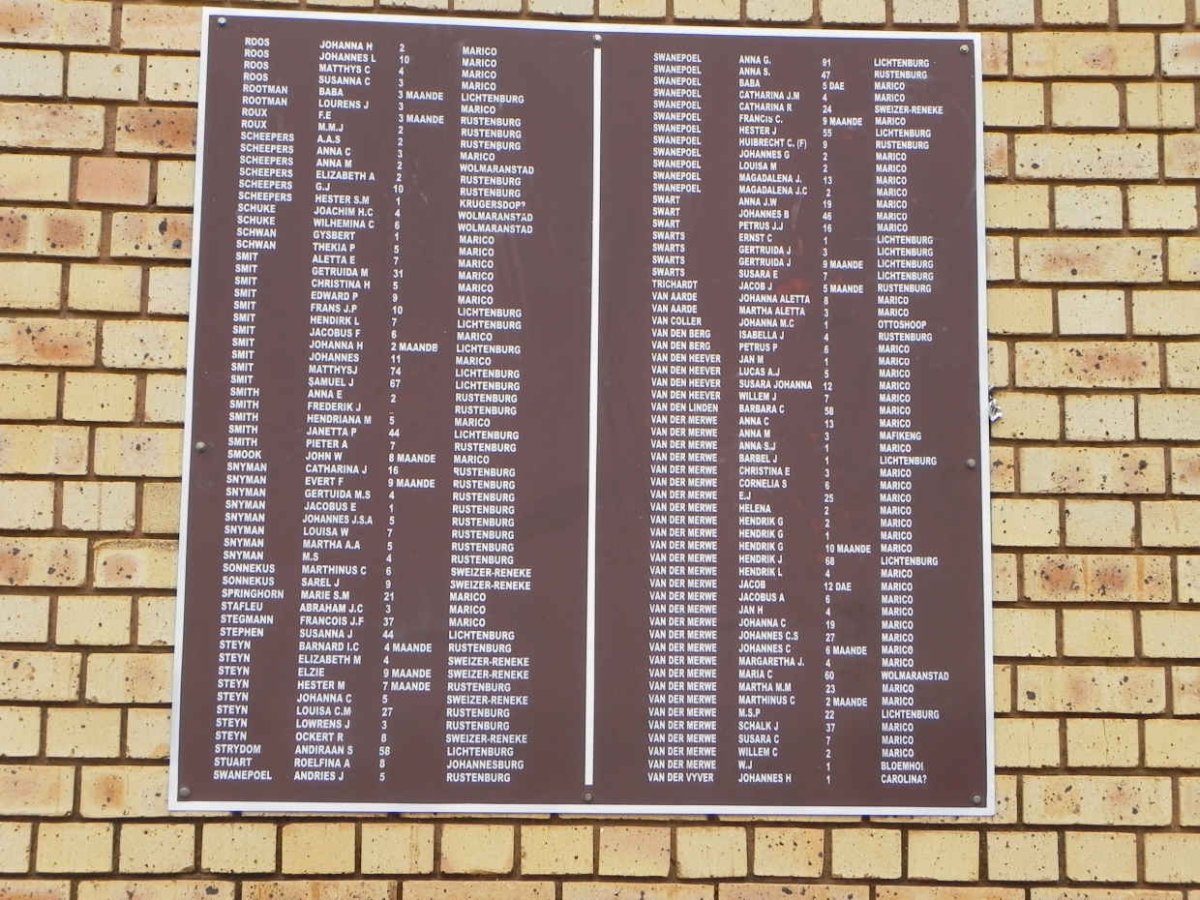 ROOS JOHANNA H 2 MARICO
ROOS JOHANNES L 10 MARICO
ROOS MATTHYS C 4 MARICO
ROOS SUSANNA C 3 MARICO
ROOTMAN BABA 3 MAANDE LICHTENBURG
ROOTMAN LOURENS J 3 MARICO
ROUX F.E 3 MAANDE RUSTENBURG
ROUX M.M.J 2 RUSTENBURG
SCHEEPERS A.A.S 2 RUSTENBURG
SCHEEPERS ANNA C 3 MARICO
SCHEEPERS ANNA M 2 WOLMARANSTAD
SCHEEPERS ELIZABETH A 2 RUSTENBURG
SCHEEPERS G.J 10 RUSTENBURG
SCHEEPERS HESTER S.M 1 KRUGERSDORP?
SCHUKE JOACHIM H.C 4 WOLMARANSTAD
SCHUKE WILHEMINA C 6 WOLMARANSTAD
SCHWAN GYSBERT 1 MARICO
SCHWAN THEKIA P 5 MARICO
SMIT ALETTA E 7 MARICO
SMIT GETRUIDA M 31 MARICO
SMIT CHRISTINA H 5 MARICO
SMIT EDWARD P 9 MARICO
SMIT FRANS J.P 10 LICHTENBURG
SMIT HENDIRK L 7 LICHTENBURG
SMIT JACOBUS F 6 MARICO
SMIT JOHANNA H 2 MAANDB LICHTENBURG
SMIT JOHANNES 11 MARICO
SMIT MATTHYSJ 74 LICHTENBURG
SMIT SAMUEL J 67 LICHTENBURG
SMITH ANNA E 2 RUSTENBURG
SMITH FREDERIK J RUSTENBURG
SMITH HENDRIANA M 5 MARICO
SMITH JANETTA P 44 LICHTENBURG
SMITH PIETER A 7 RUSTENBURG
SMOOK JOHN W 8 MAANDE MARICO
SNYMAN CATHARINA J 16 RUSTENBURG
SNYMAN EVERT F 9 MAANDE RUSTENBURG
SNYMAN GERTUIDA M.S 4 RUSTENBURG
SNYMAN JACOBUS E 1 RUSTENBURG
SNYMAN JOHANNES J.S.A 5 RUSTENBURG
SNYMAN LOUISA W 7 RUSTENBURG
SNYMAN MARTHA A.A 5 RUSTENBURG
SNYMAN M.S 4 RUSTENBURG
SONNEKUS MARTHINUS C 6 SWEIZER-RENEKE
SONNEKUS SAREL J 9 SWEIZER-RENEKE
SPRINGHORN MARIE S.M 21 MARICO
STAFLEU ABRAHAM J.C 3 MARICO
STEGMANN FRANCOIS J.F 37 MARICO
STEPHEN SUSANNA J 44 LICHTENBURG
STEYN BARNARD I.C 4 MAANDE RUSTENBURG
STEYN ELIZABETH M 4 SWEIZER-RENEKE
STEYN ELZIE 9 MAANDE SWEIZER-RENEKE
STEYN HESTER M 7 MAANDE RUSTENBURG
STEYN JOHANNA C 5 SWEIZER-RENEKE
STEYN LOUISA C.M 27 RUSTENBURG
STEYN LOWRENS J 3 RUSTENBURG
STEYN OCKERT R 8 SWEIZER-RENEKE
STRYDOM ANDIRAAN S 58 LICHTENBURG
STUART ROELFINA A 8 JOHANNESBURG
SWANEPOEL ANDRIES J 5 RUSTENBURG
SWANEPOEL ANNA G. 91 LICHTENBURG
SWANEPOEL ANNA S. 47 RUSTENBURG
SWANEPOEL BABA 5 DAE MARICO
SWANEPOEL CATHARINA J.M 4 MARICO
SWANEPOEL CATHARINA R 24 SWEIZER-RENEKE
SWANEPOEL FRANCIS C. 9 MAANDE MARICO
SWANEPOEL HESTER J 55 LICHTENBURG
SWANEPOEL HUIBRECHT C. (F) 9 RUSTENBURG
SWANEPOEL JOHANNES G 2 MARICO
SWANEPOEL LOUISA M 2 MARICO
SWANEPOEL MAGADALENA J. 13 MARICO
SWANEPOEL MAGADALENA J.C 2 MARICO
SWART ANNA J.W 19 MARICO
SWART JOHANNES B 46 MARICO
SWART PETRUS J.J 16 MARICO
SWARTS ERNST C 1 LICHTENBURG
SWARTS GERTRUIDA J 3 LICHTENBURG
SWARTS GERTRUIDA J 9 MAANDE LICHTENBURG
SWARTS SUSARA E 1 LICHTENBURG
TRICHARDT JACOB J 5 MAANDE RUSTENBURG
VAN AARDE JOHANNA ALETTA 8 MARICO
VAN AARDE MARTHA ALETTA 3 MARICO
VAN COLLER JOHANNA M.C 1 OTTOSHOOP
VAN DEN BERG ISABELLA J 4 RUSTENBURG
VAN DEN BERG PETRUS P 6 MARICO
VAN DEN HEEVER JAN M 1 MARICO
VAN DEN HEEVER LUCAS A.J 5 MARICO
VAN DEN HEEVER SUSARA JOHANNA 12 MARICO
VAN DEN HEEVER WILLEM J 7 MARICO
VAN DEN LINDEN BARBARA C 58 MARICO
VAN DER MERWE ANNA C 13 MARICO
VAN DER MERWE ANNA M 3 MAFIKENG
VAN DER MERWE ANNA S.J 1 MARICO
VAN DER MERWE BARBEL J 1 LICHTENBURG
VAN DER MERWE CHRISTINA E 3 MARICO
VAN DER MERWE CORNELIA S 6 MARICO
VAN DER MERWE E.J 25 MARICO
VAN DER MERWE HELENA 2 MARICO
VAN DER MERWE HENDRIK G 2 MARICO
VAN DER MERWE HENDRIK G 1 MARICO
VAN DER MERWE HENDRIK G 10 MAANDE MARICO
VAN DER MERWE HENDRIK J 68 LICHTENBURG
VAN DER MERWE HENDRIK L 4 MARICO
VAN DER MERWE JACOB 12 DAE MARICO
VAN DER MERWE JACOBUS A 6 MARICO
VAN DER MERWE JAN H 4 MARICO
VAN DER MERWE JOHANNA C 19 MARICO
VAN DER MERWE JOHANNES C.S 27 MARICO
VAN DER MERWE JOHANNES C 6 MAANDE MARICO
VAN DER MERWE MARGARETHA J. 4 MARICO
VAN DER MERWE MARIA C 60 WOLMARANSTAD
VAN DER MERWE MARTHA M.M 23 MARICO
VAN DER MERWE MARTHINUS C 2 MAANDE MARICO
VAN DER MERWE M.S.P 22 LICHTENBURG
VAN DER MERWE SCHALK J 37 MARICO
VAN DER MERWE SUSARA C 7 MARICO
VAN DER MERWE WILLEM C 2 MARICO
VAN DER MERWE W.J 1 BLOEMHOI
VAN DER VYVER JOHANNES H 1 CAROLINA?